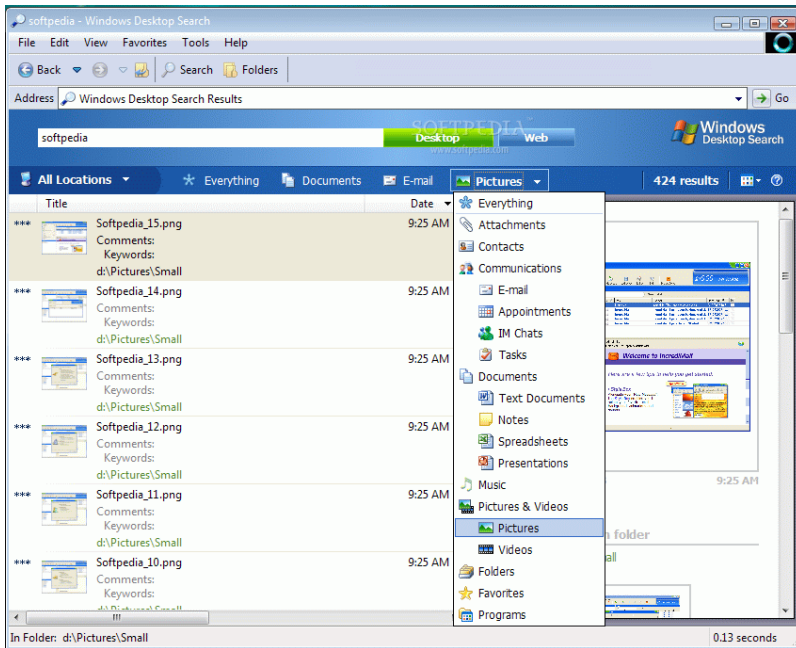 softpedia - Windows Desktop Search
File Edit View Favorites Tools Help
Back Search Folders
Address Windows Desktop Search Results Go
softpedia Desktop Web
SOFTPEDIA
www.softpedia.com
Windows
Desktop Search
All Locations Everything Documents E-mail Pictures 424 results
Title Date
Softpedia_15.png 9:25 AM
Comments:
Keywords:
d:\Pictures\Small
Softpedia_14.png 9:25 AM
Comments:
Keywords:
d:\Pictures\Small
Softpedia_13.png 9:25 AM
Comments:
Keywords:
d:\Pictures\Small
Softpedia_12.png 9:25 AM
Comments:
Keywords:
d:\Pictures\Small
Softpedia_11.png 9:25 AM
Comments:
Keywords:
d:\Pictures\Small
Softpedia_10.png 9:25 AM
Comments:
Keywords:
d:\Pictures\Small
Everything
Attachments
Contacts
Communications
E-mail
Appointments
IM Chats
Tasks
Documents
Text Documents
Notes
Spreadsheets
Presentations
Music
Pictures & Videos
Pictures
Videos
Folders
Favorites
Programs
Welcome to IncrediMail
9:25 AM
folder
In Folder: d:\Pictures\Small 0.13 seconds